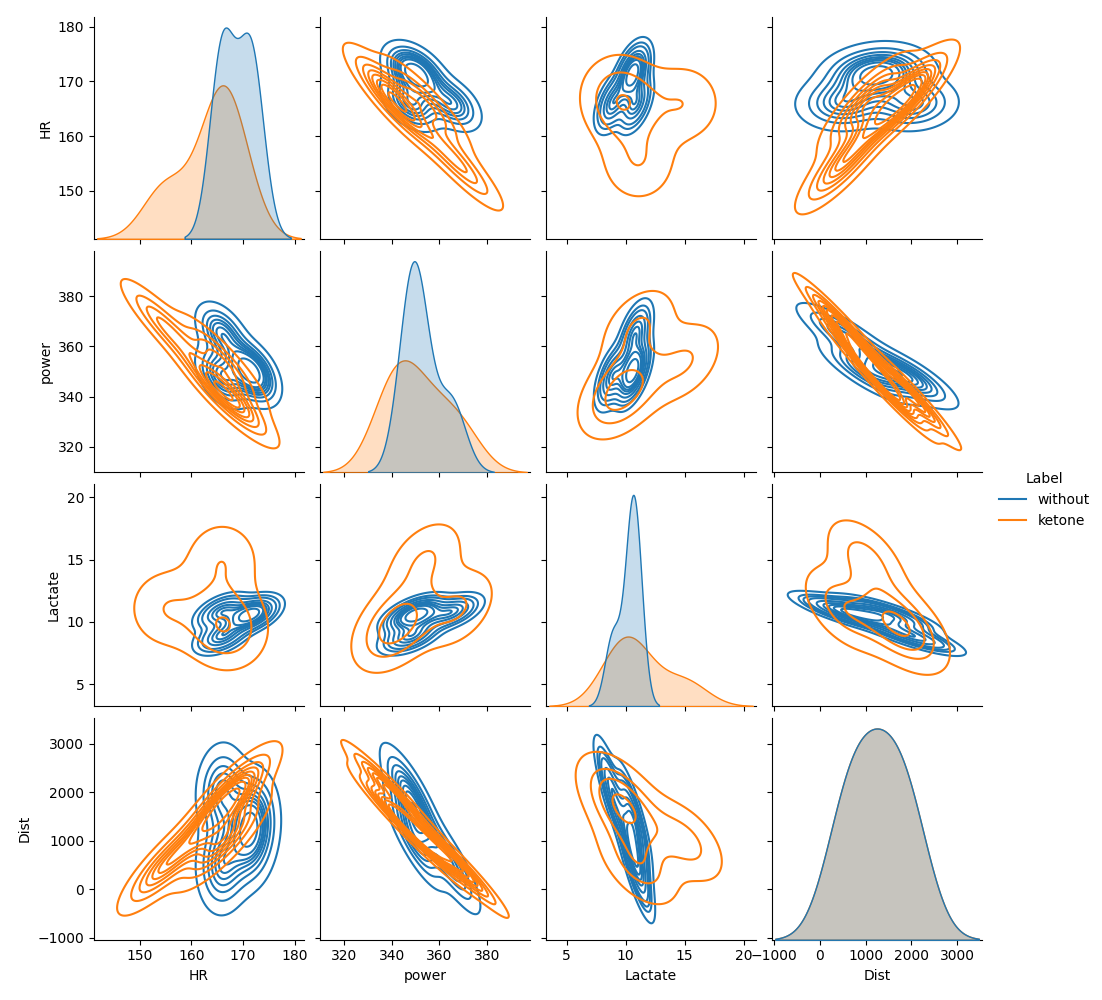 180
170
160
150
HR
380
360
340
320
power
20
15
10
5
Lactate
3000
2000
1000
0
−1000
Dist
150 160 170 180
HR
320 340 360 380
power
5 10 15 20
Lactate
−1000 0 1000 2000 3000
Dist
Label
without
ketone